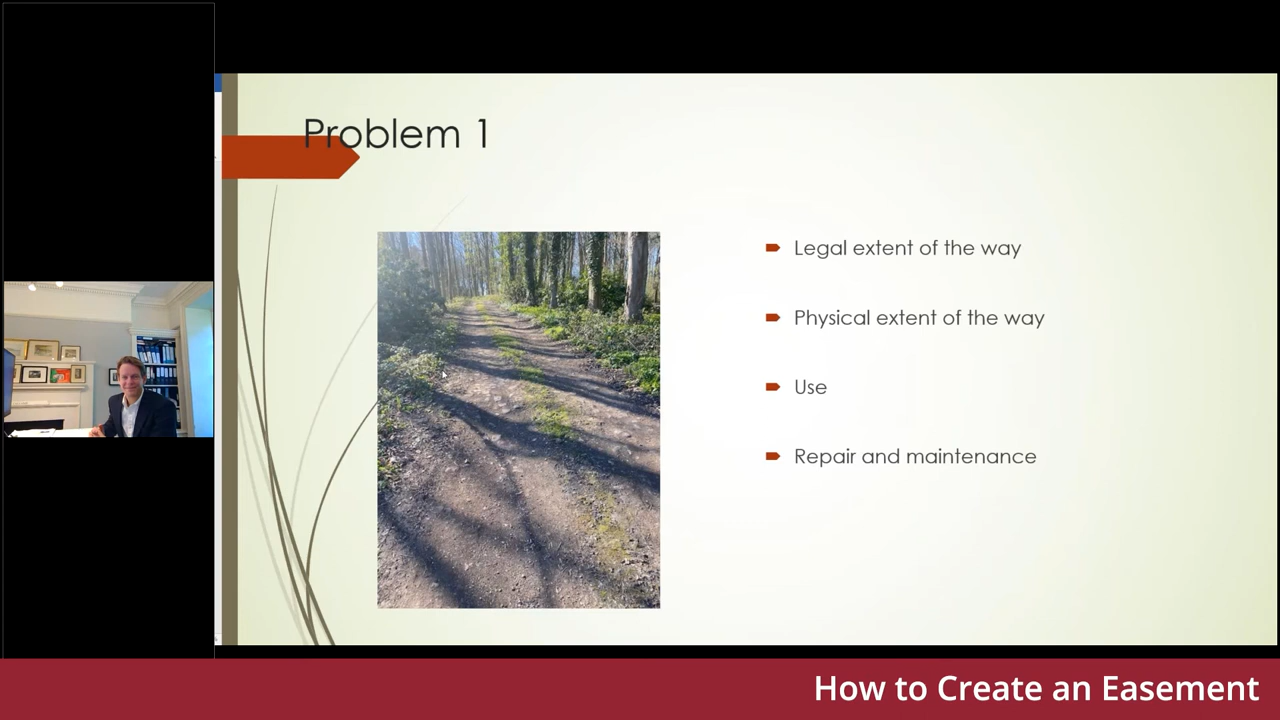 Problem 1
Legal extent of the way
Physical extent of the way
Use
Repair and maintenance
How to Create an Easement